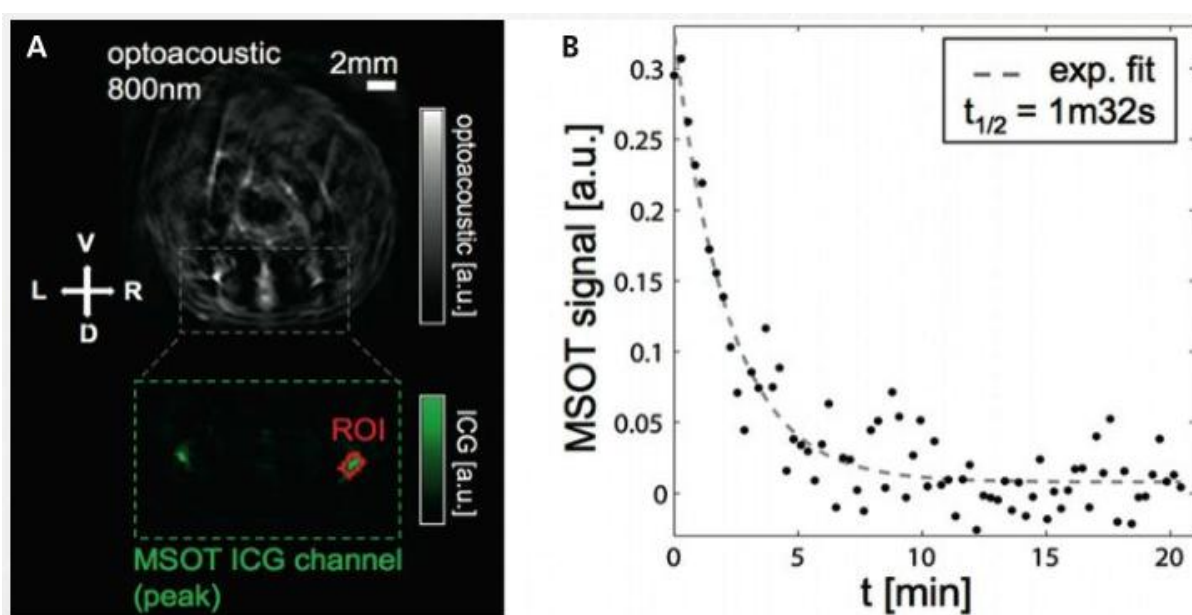 A
optoacustic
800nm
2mm
optoacoustic [a.u.]
V
L
R
D
ROI
ICG [a.u.]
MSOT ICG channel
(peak)
B
exp. fit
t1/2 = 1m32s
MSOT signal [a.u.]
0.3
0.25
0.2
0.15
0.1
0.05
0
0
5
10
15
20
t [min]